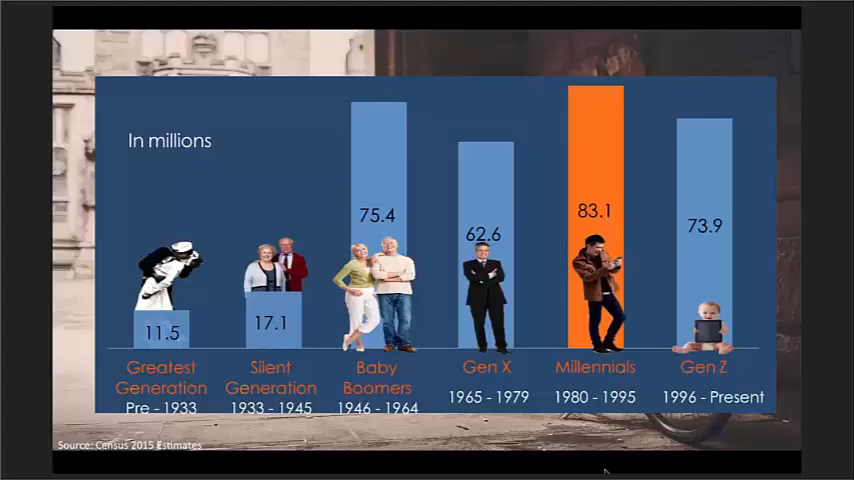 In millions
75.4
62.6
83.1
73.9
11.5
17.1
Greatest
Generation
Pre - 1933
Silent
Generation
1933 - 1945
Baby
Boomers
1946 - 1964
Gen X
1965 - 1979
Millennials
1980 - 1995
Gen Z
1996 - Present
Source: Census 2015 Estimates